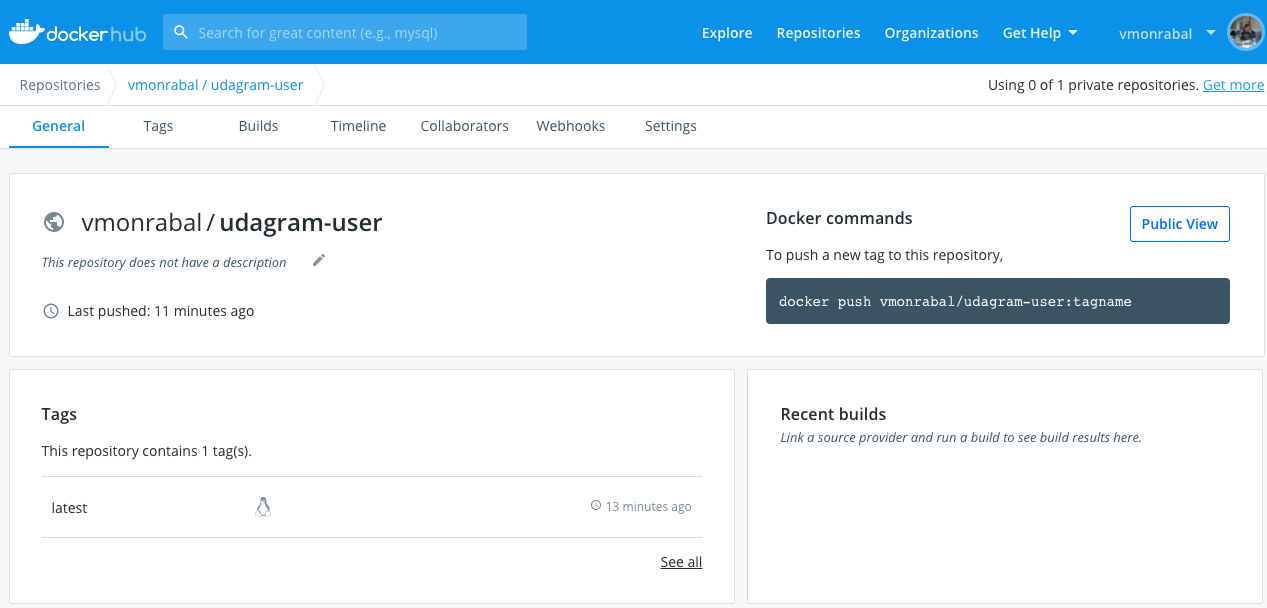 dockerhub Search for great content (e.g., mysql) Explore Repositories Organizations Get Help vmonrabal
Repositories vmonrabal / udagram-user Using 0 of 1 private repositories. Get more
General Tags Builds Timeline Collaborators Webhooks Settings
vmonrabal / udagram-user
This repository does not have a description
Last pushed: 11 minutes ago
Docker commands
Public View
To push a new tag to this repository,
docker push vmonrabal/udagram-user:tagname
Tags
This repository contains 1 tag(s).
latest 13 minutes ago
See all
Recent builds
Link a source provider and run a build to see build results here.